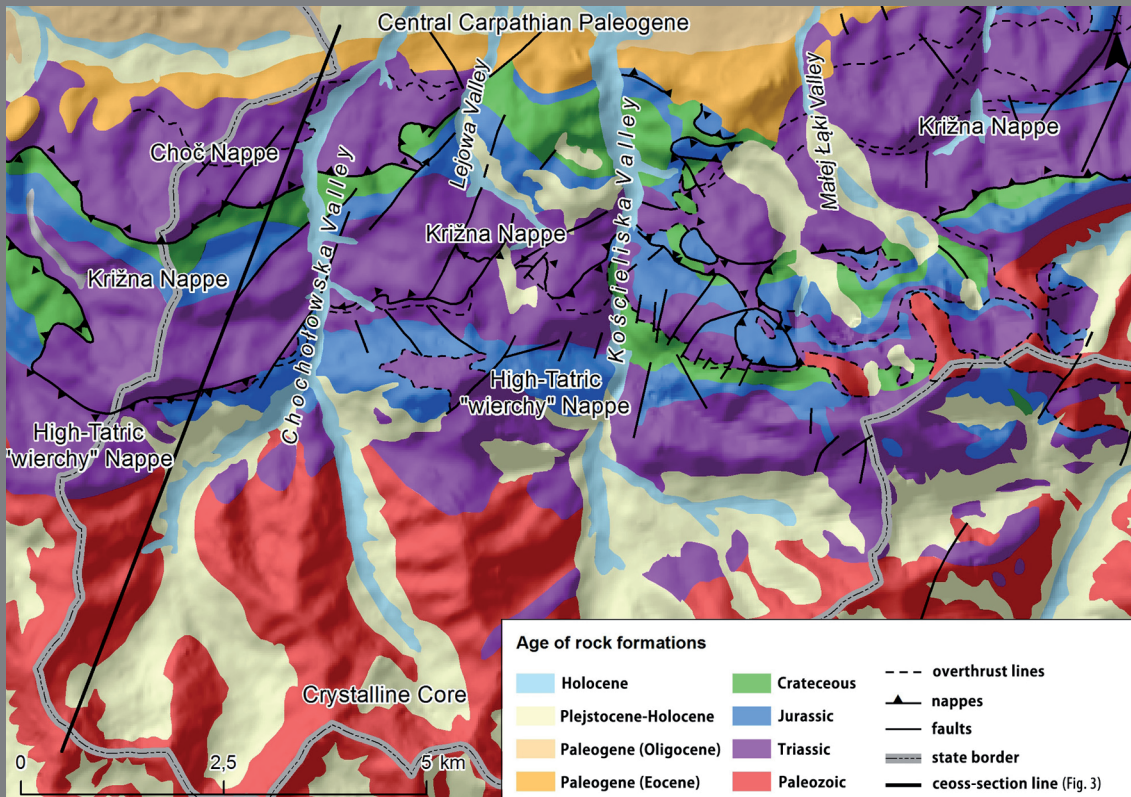 Central Carpathian Paleogene
Lejowa Valley
Małej Łąki Valley
Križna Nappe
Choč Nappe
Chochołowska Valley
Kościeliska Valley
Križna Nappe
Križna Nappe
High-Tatric
"wierchy" Nappe
High-Tatric
"wierchy" Nappe
Crystalline Core
0 2,5 5 km
Age of rock formations
Holocene
Plejstocene-Holocene
Paleogene (Oligocene)
Paleogene (Eocene)
Crateceous
Jurassic
Triassic
Paleozoic
overthrust lines
nappes
faults
state border
ceoss-section line (Fig. 3)